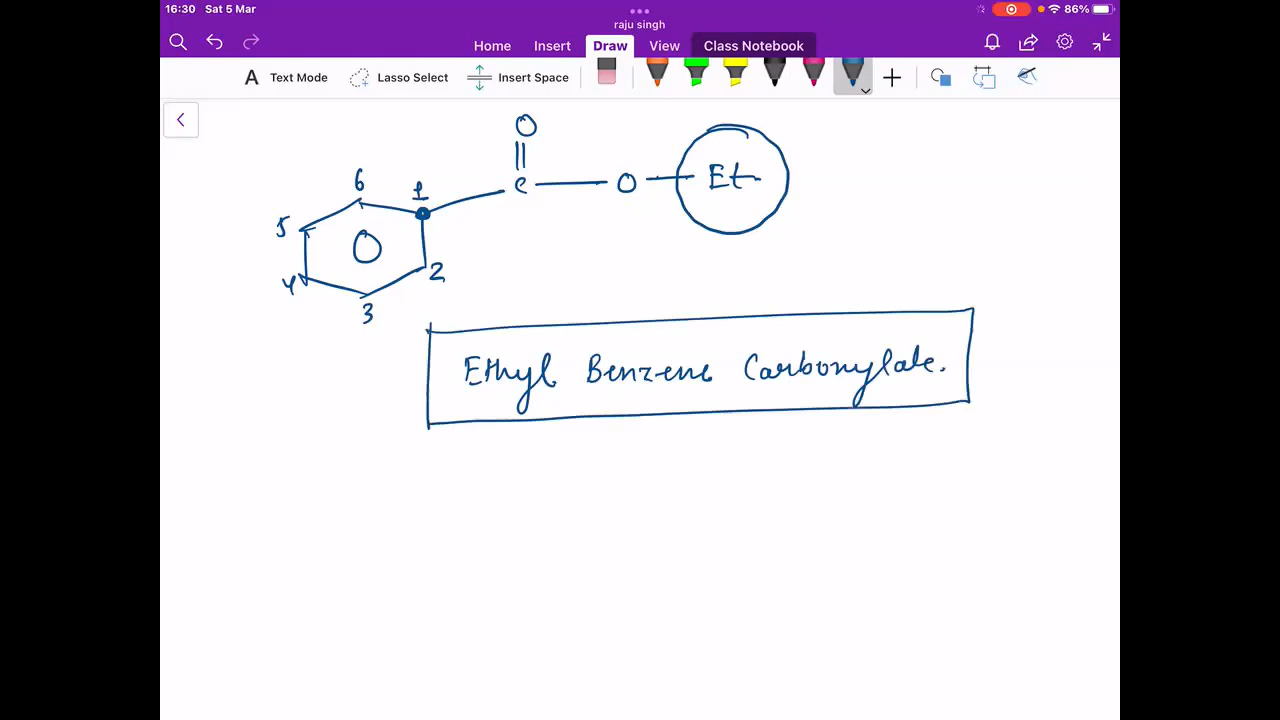 16:30 Sat 5 Mar
86%
raju singh
Home Insert Draw View Class Notebook
A Text Mode Lasso Select Insert Space
O
6 1 C O Et
5 O
4 2
3
Ethyl Benzene Carbonylate.